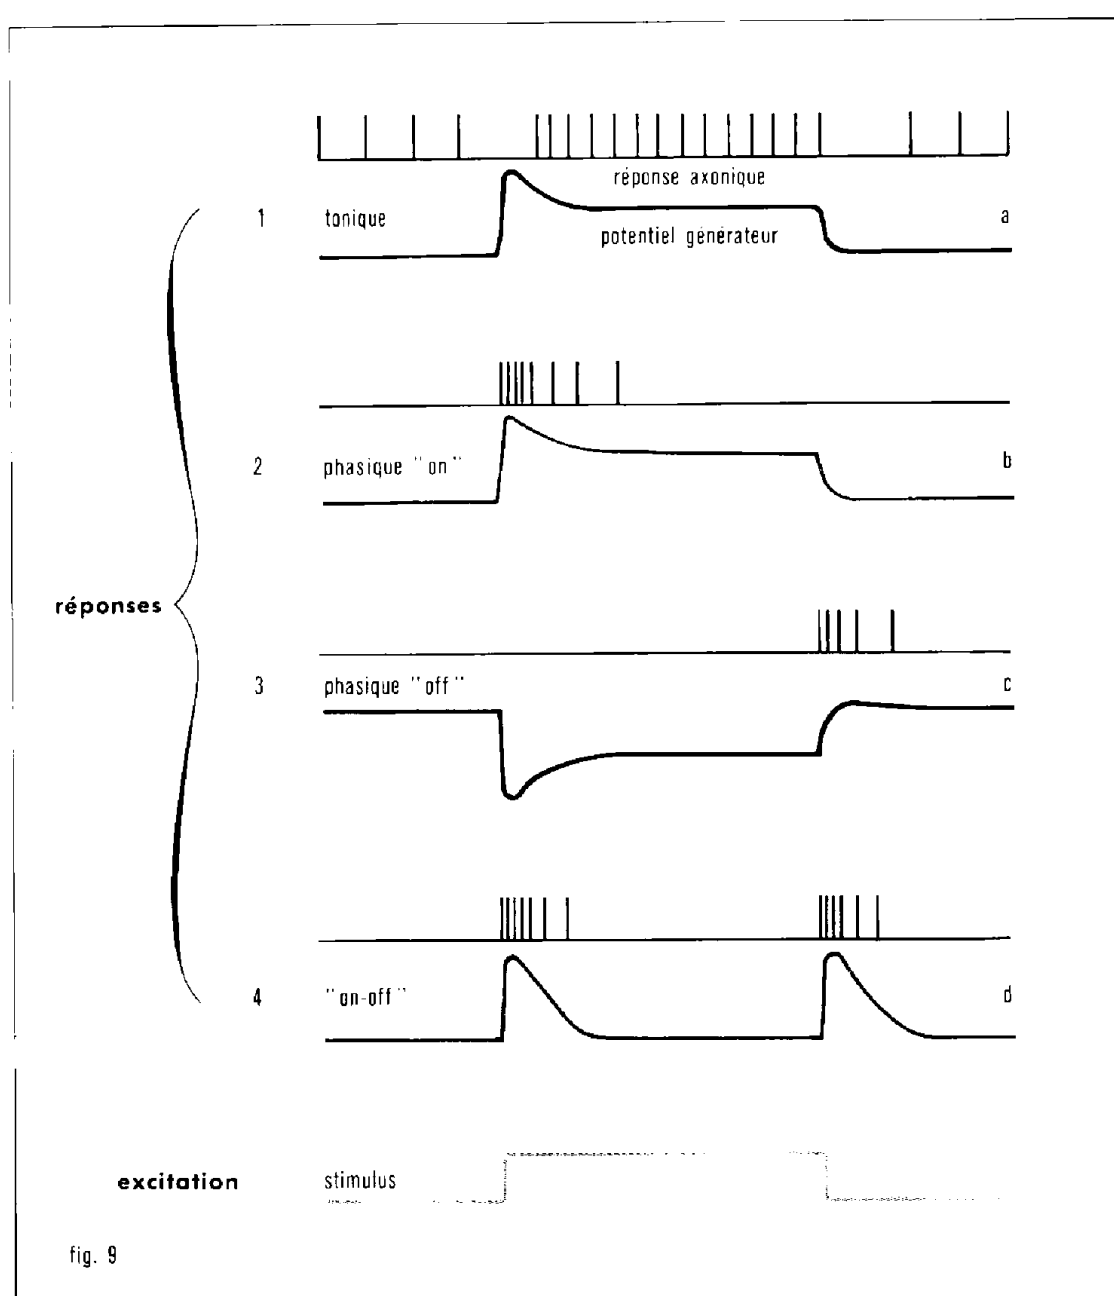 réponse axonique
1 tonique a
potentiel générateur
2 phasique "on" b
réponses
3 phasique "off" c
4 "on-off" d
excitation stimulus
fig. 9